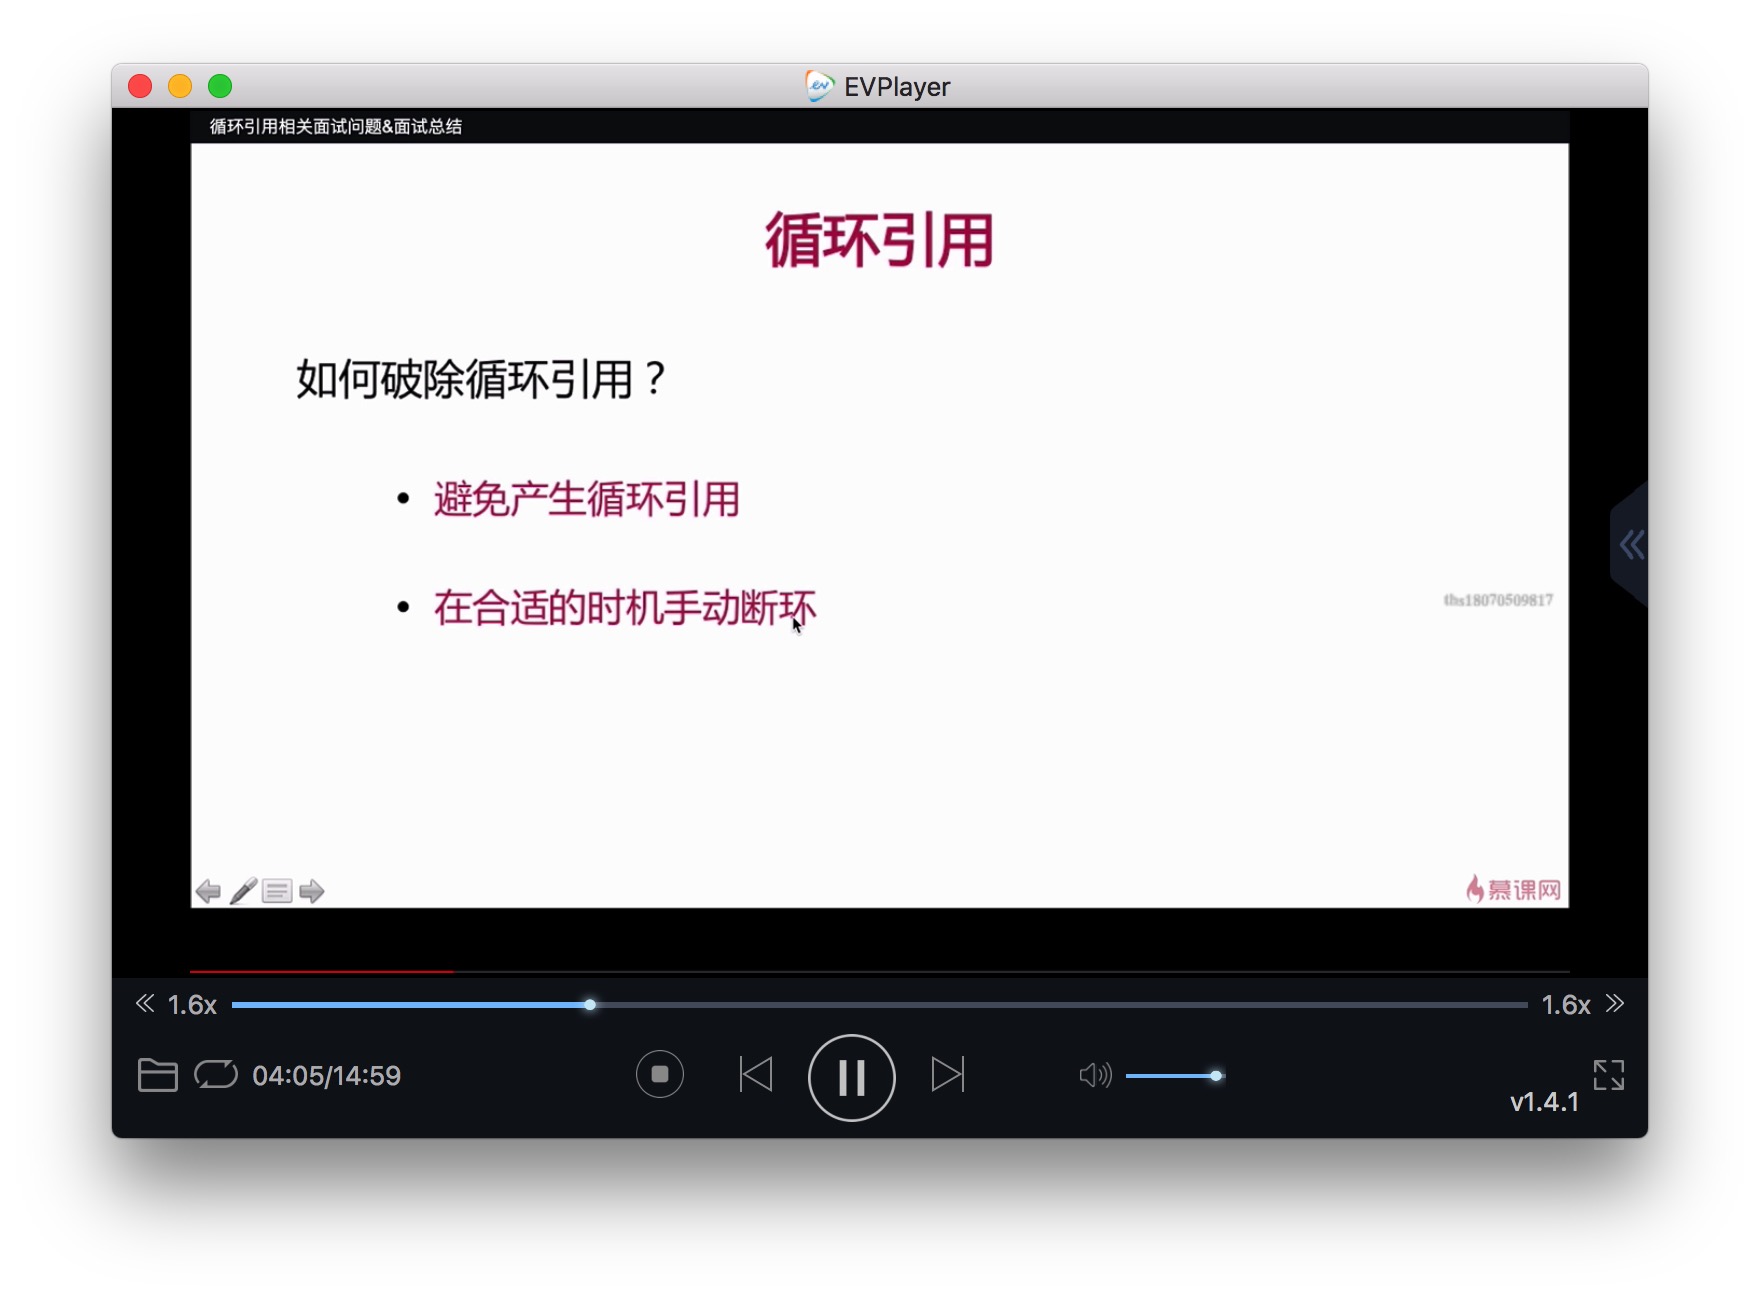 EVPlayer
循环引用相关面试问题&面试总结
循环引用
如何破除循环引用？
• 避免产生循环引用
• 在合适的时机手动断环
ths18070509817
慕课网
1.6x
1.6x
04:05/14:59
v1.4.1